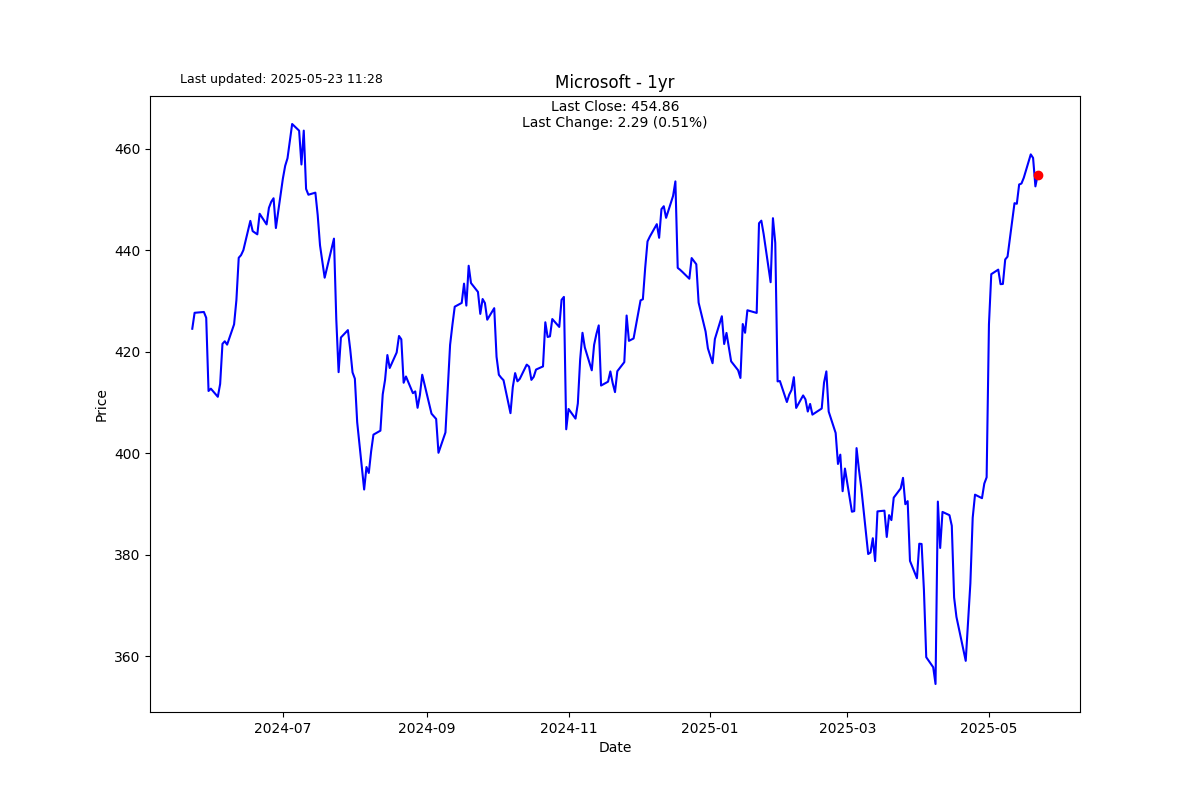 Last updated: 2025-05-23 11:28
Microsoft - 1yr
Last Close: 454.86
Last Change: 2.29 (0.51%)
460
440
420
400
380
360
Price
2024-07
2024-09
2024-11
2025-01
2025-03
2025-05
Date